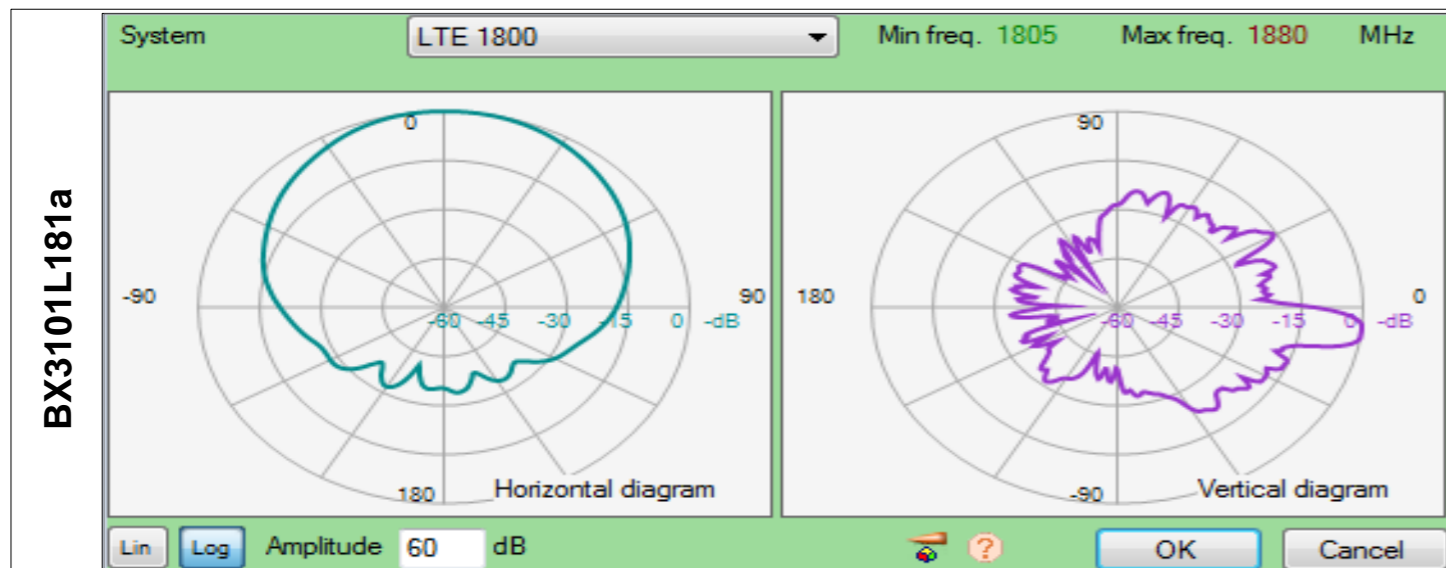 BX3101L181a
System LTE 1800 Min freq. 1805 Max freq. 1880 MHz
0
-90 90
-60 -45 -30 -15 0 -dB
180 Horizontal diagram
90
180 0
-60 -45 -30 -15 0 -dB
-90 Vertical diagram
Lin Log Amplitude 60 dB ? OK Cancel